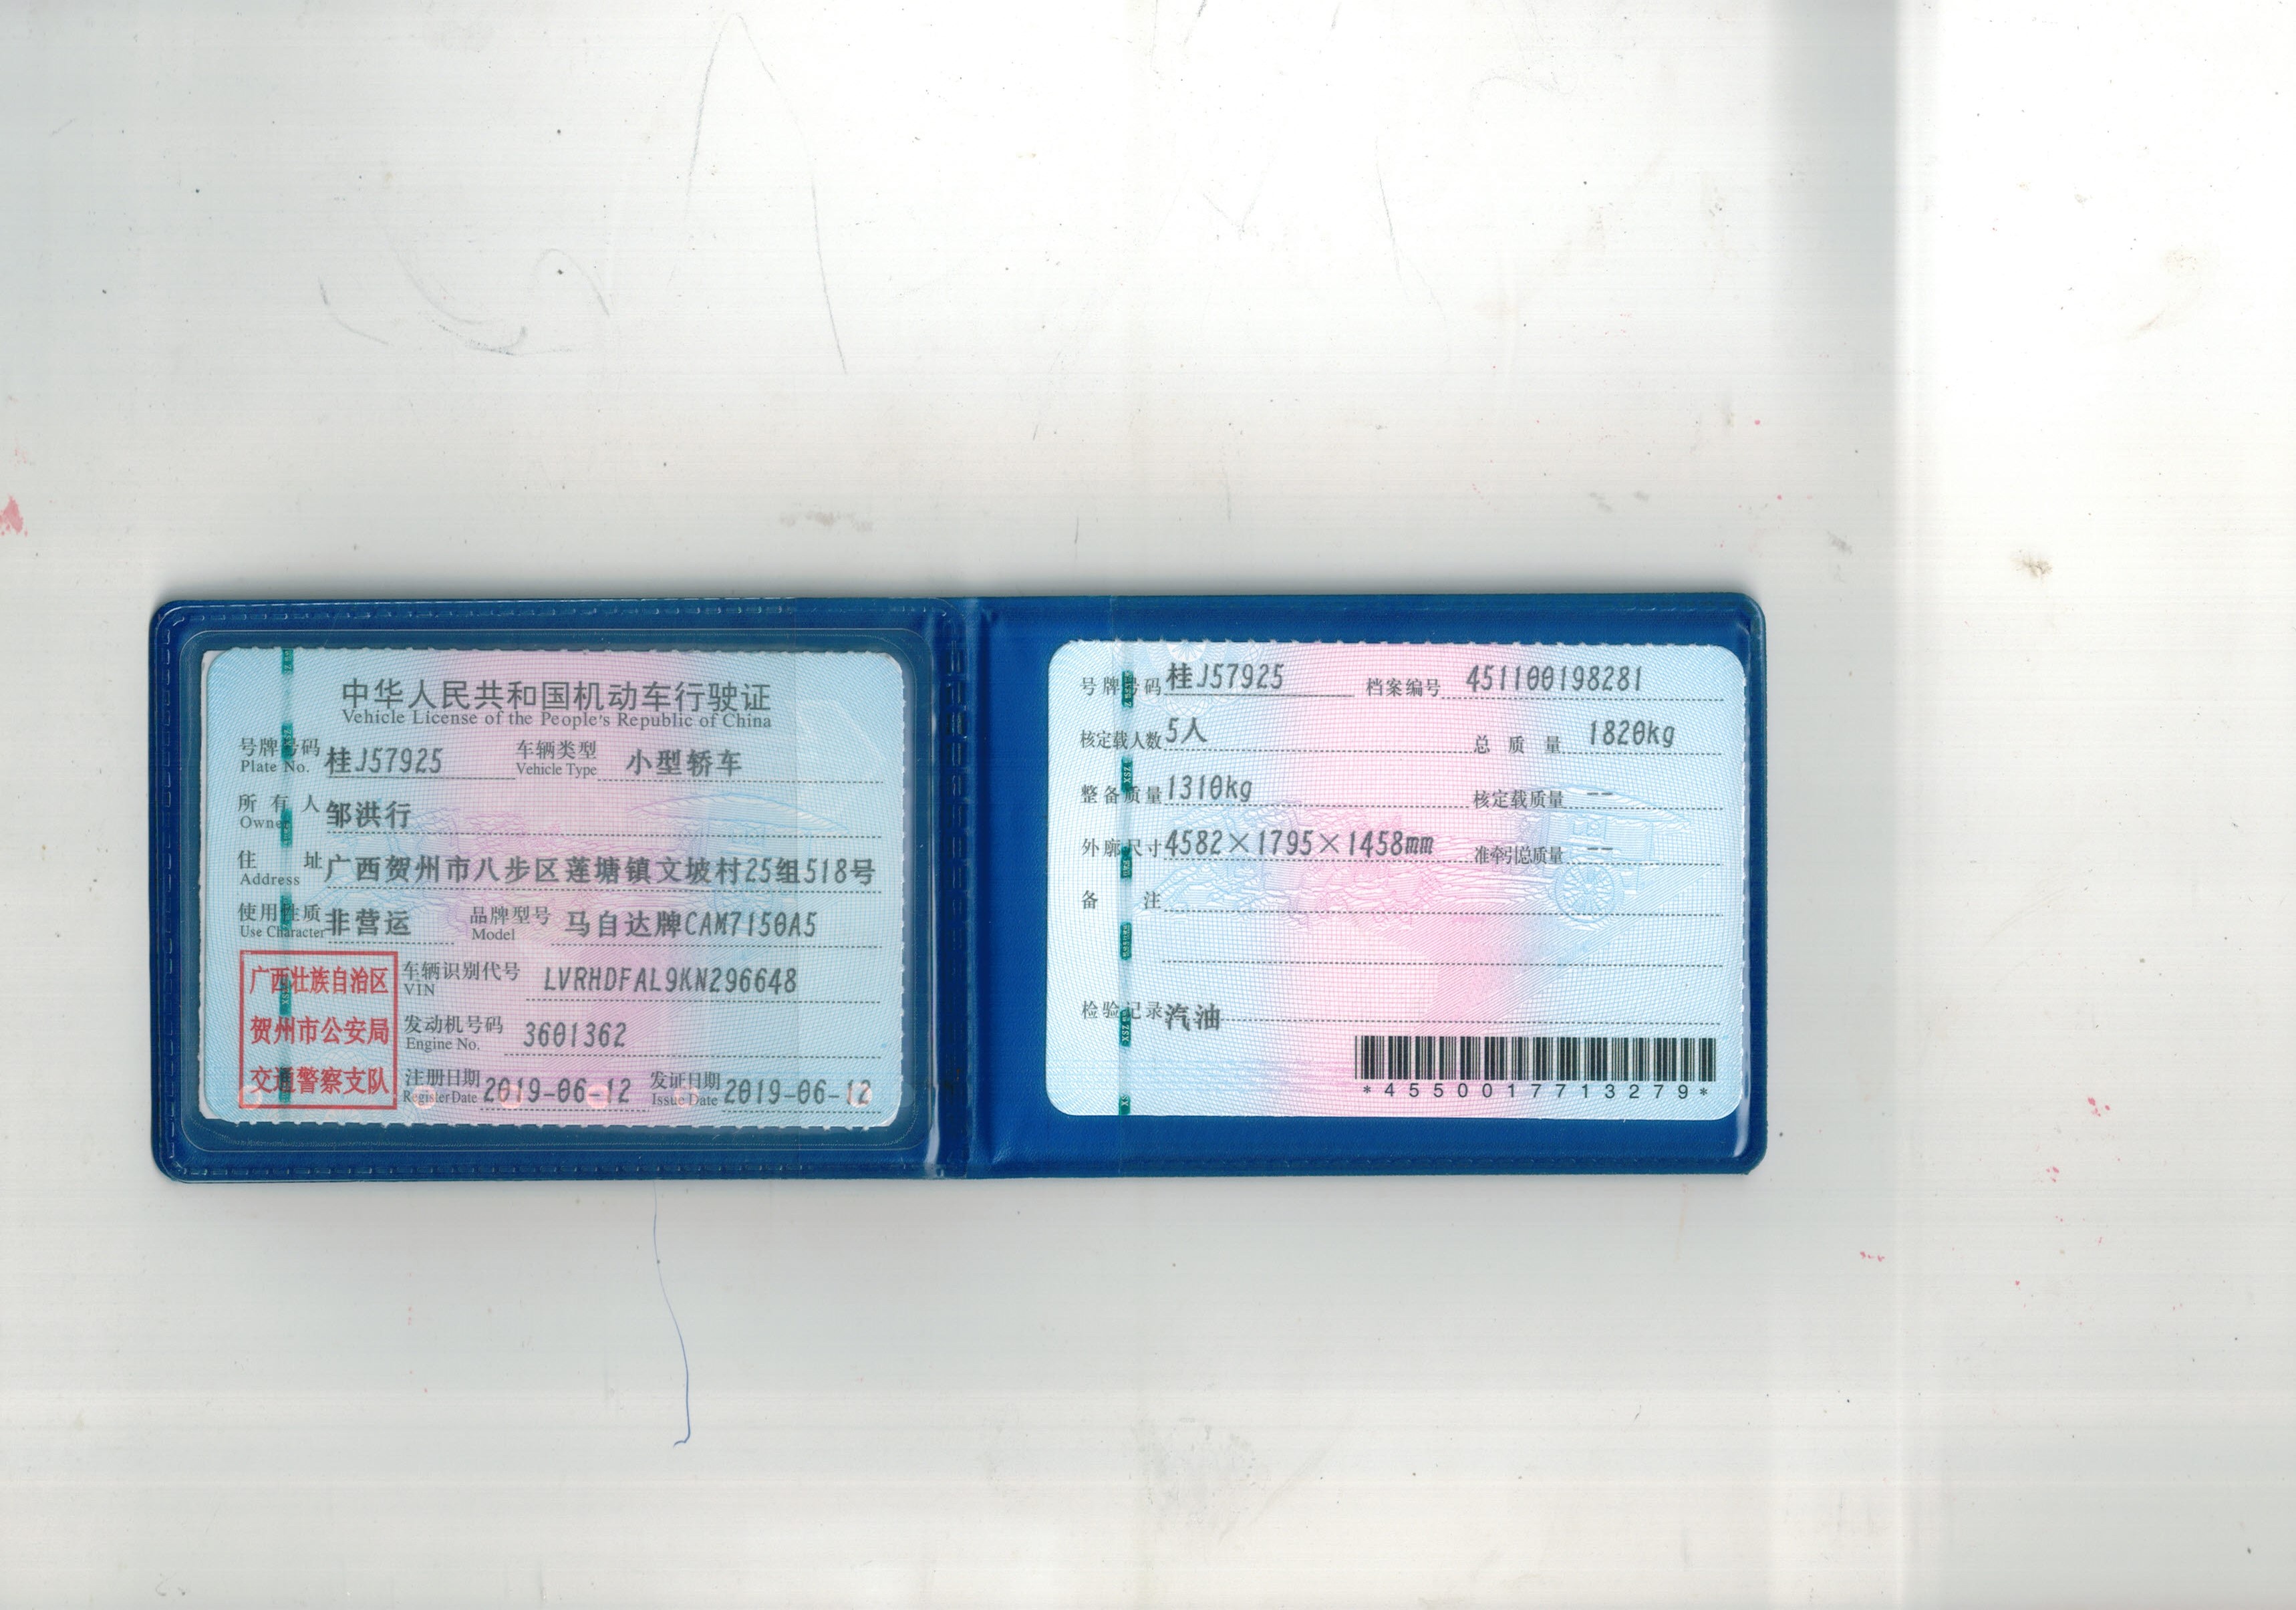 中华人民共和国机动车行驶证
Vehicle License of the People's Republic of China
号牌号码 桂J57925 车辆类型 小型轿车
Plate No. Vehicle Type
所有人 邹洪行
Owner
住址 广西贺州市八步区莲塘镇文坡村25组518号
Address
使用性质 非营运 品牌型号 马自达牌CAM7150A5
Use Character Model
广西壮族自治区
贺州市公安局
交通警察支队
车辆识别代号 LVRHDFAL9KN296648
VIN
发动机号码 3601362
Engine No.
注册日期 2019-06-12 发证日期 2019-06-12
Register Date Issue Date
号牌号码 桂J57925 档案编号 451100198281
核定载人数 5人 总质量 1820kg
整备质量 1310kg 核定载质量 --
外廓尺寸 4582×1795×1458mm 准牵引总质量 --
备注
检验记录 汽油
*4550017713279*